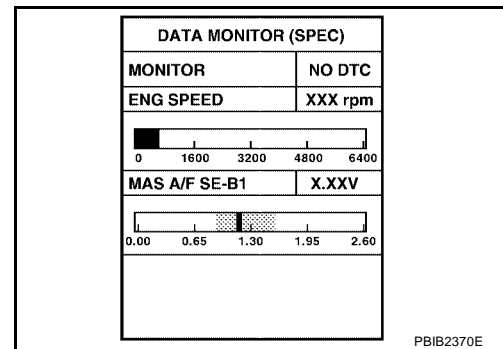 DATA MONITOR (SPEC)
MONITOR NO DTC
ENG SPEED XXX rpm
0 1600 3200 4800 6400
MAS A/F SE-B1 X.XXV
0.00 0.65 1.30 1.95 2.60
PBIB2370E